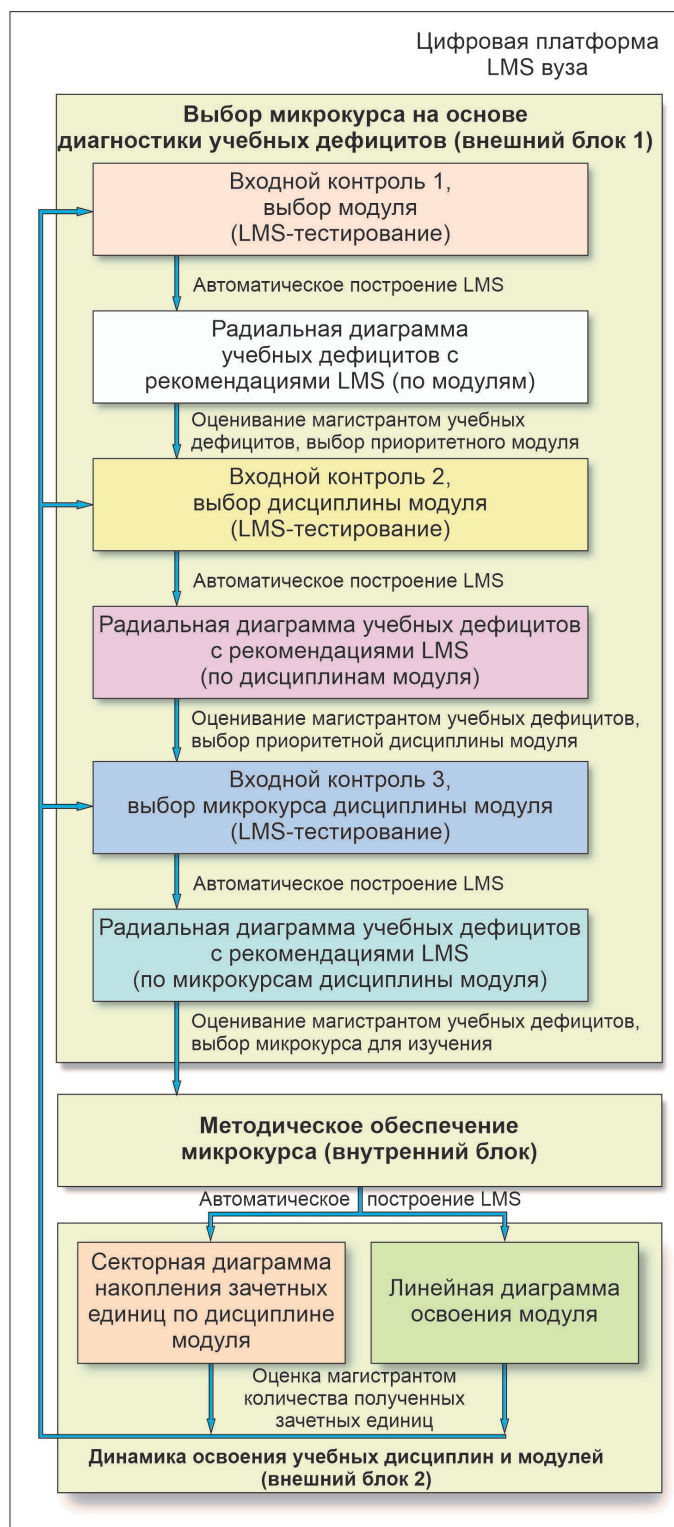 Цифровая платформа
LMS вуза
Выбор микрокурса на основе
диагностики учебных дефицитов (внешний блок 1)
Входной контроль 1,
выбор модуля
(LMS-тестирование)
Автоматическое построение LMS
Радиальная диаграмма
учебных дефицитов с
рекомендациями LMS (по модулям)
Оценивание магистрантом учебных
дефицитов, выбор приоритетного модуля
Входной контроль 2,
выбор дисциплины модуля
(LMS-тестирование)
Автоматическое построение LMS
Радиальная диаграмма учебных дефицитов
с рекомендациями LMS
(по дисциплинам модуля)
Оценивание магистрантом учебных дефицитов,
выбор приоритетной дисциплины модуля
Входной контроль 3,
выбор микрокурса дисциплины модуля
(LMS-тестирование)
Автоматическое построение LMS
Радиальная диаграмма учебных дефицитов
с рекомендациями LMS
(по микрокурсам дисциплины модуля)
Оценивание магистрантом учебных дефицитов,
выбор микрокурса для изучения
Методическое обеспечение
микрокурса (внутренний блок)
Автоматическое построение LMS
Секторная диаграмма
накопления зачетных
единиц по дисциплине
модуля
Линейная диаграмма
освоения модуля
Оценка магистрантом
количества полученных
зачетных единиц
Динамика освоения учебных дисциплин и модулей
(внешний блок 2)